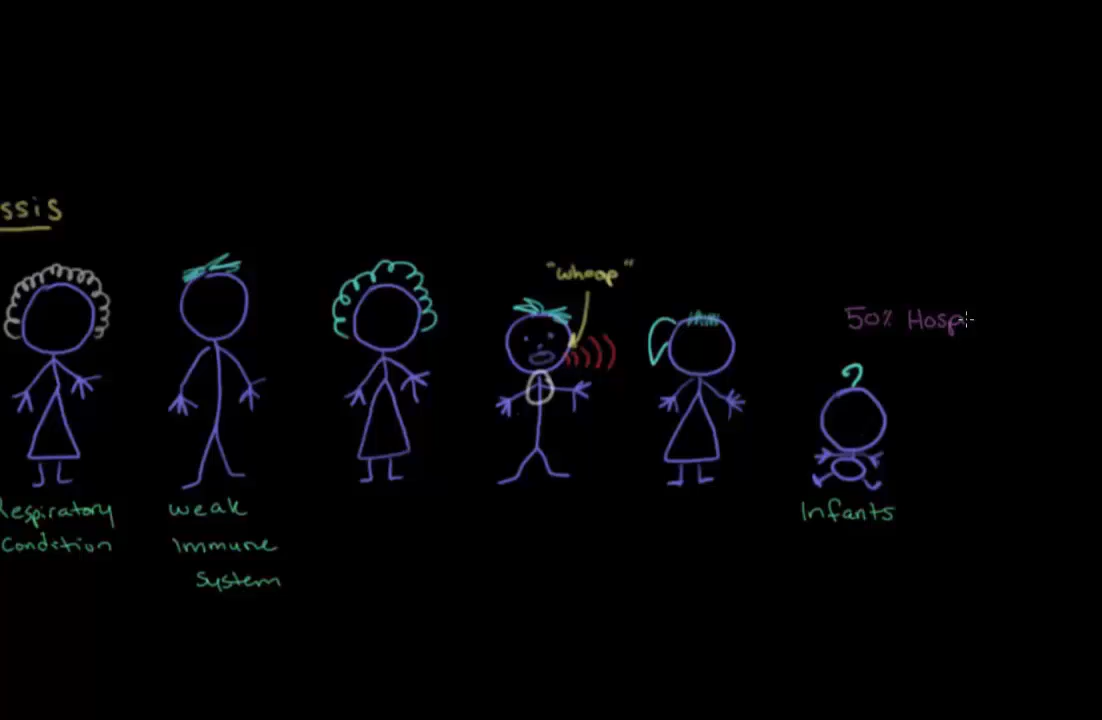 ssis
"whoop"
50% Hosp
Respiratory
Condition
weak
Immune
System
Infants